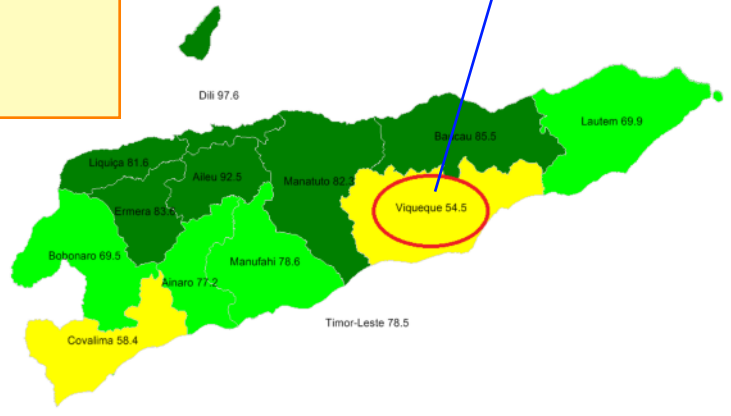 Dili 97.6
Lautem 69.9
Baucau 85.5
Liquiça 81.6
Aileu 92.5
Manatuto 82.3
Viqueque 54.5
Ermera 83.6
Bobonaro 69.5
Manufahi 78.6
Ainaro 77.2
Timor-Leste 78.5
Covalima 58.4